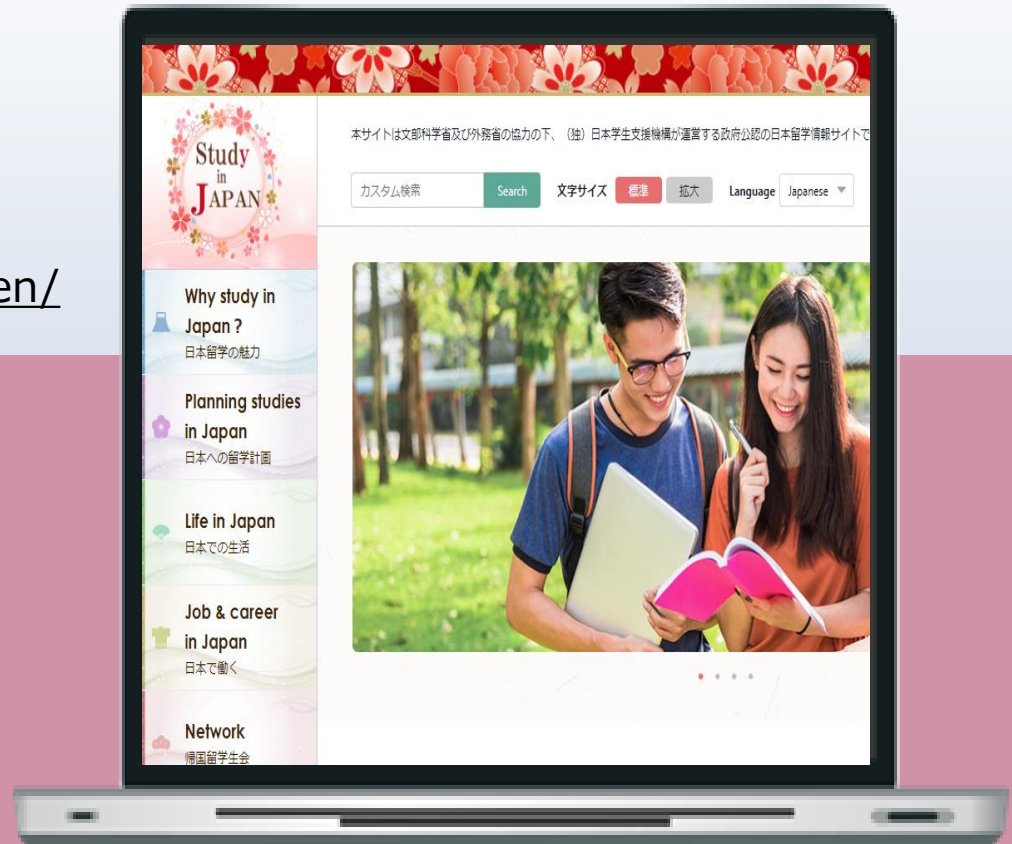 en/
Study
in
JAPAN
本サイトは文部科学省及び外務省の協力の下、（独）日本学生支援機構が運営する政府公認の日本留学情報サイトで
カスタム検索 Search 文字サイズ 標準 拡大 Language Japanese
Why study in
Japan ?
日本留学の魅力
Planning studies
in Japan
日本への留学計画
Life in Japan
日本での生活
Job & career
in Japan
日本で働く
Network
帰国留学生会